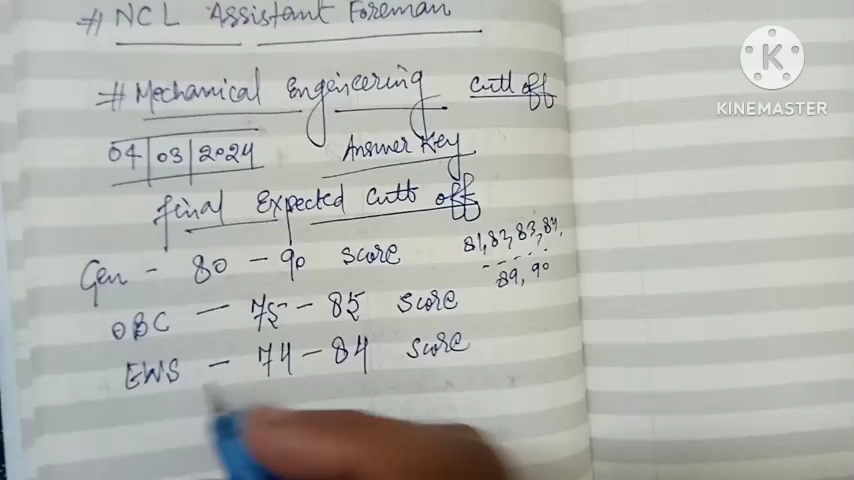 # NCL Assistant Foreman
# Mechanical Engineering Cutt off
04|03|2024 Answer Key
final Expected Cutt off
Gen - 80 - 90 Score
81, 82, 83, 84,
- - - - -
89, 90
OBC - 75 - 85 Score
EWS - 74 - 84 Score
K
KINEMASTER